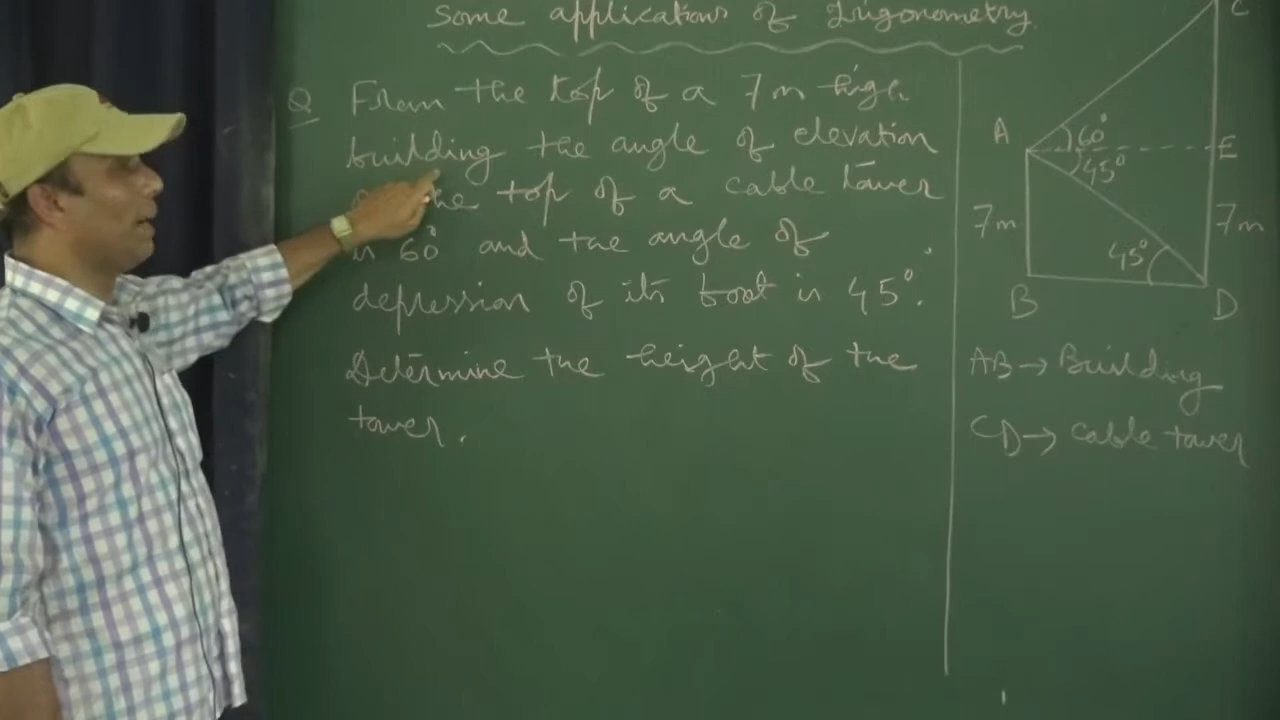 Some applications of Trigonometry
Q From the top of a 7m high
building the angle of elevation
the top of a cable tower
is 60° and the angle of
depression of its foot is 45°.
Determine the height of the
tower.
C
A 60° E
45°
7m 45° 7m
B D
AB → Building
CD → Cable tower